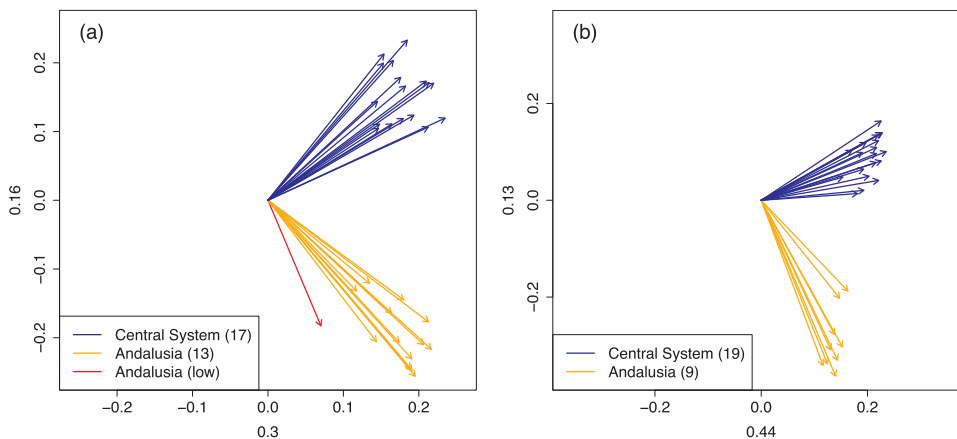 (a)
0.2
0.1
0.0
−0.1
−0.2
0.16
Central System (17)
Andalusia (13)
Andalusia (low)
−0.2
−0.1
0.0
0.1
0.2
0.3
(b)
0.2
0.0
−0.2
0.13
Central System (19)
Andalusia (9)
−0.2
0.0
0.2
0.44